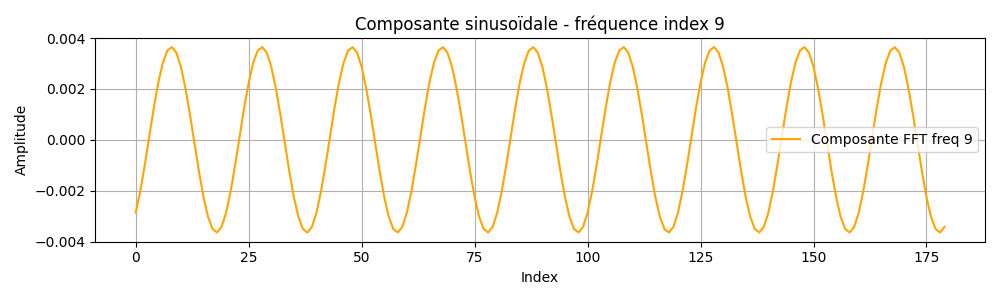 Composante sinusoïdale - fréquence index 9
Amplitude
0.004
0.002
0.000
−0.002
−0.004
Composante FFT freq 9
0 25 50 75 100 125 150 175
Index